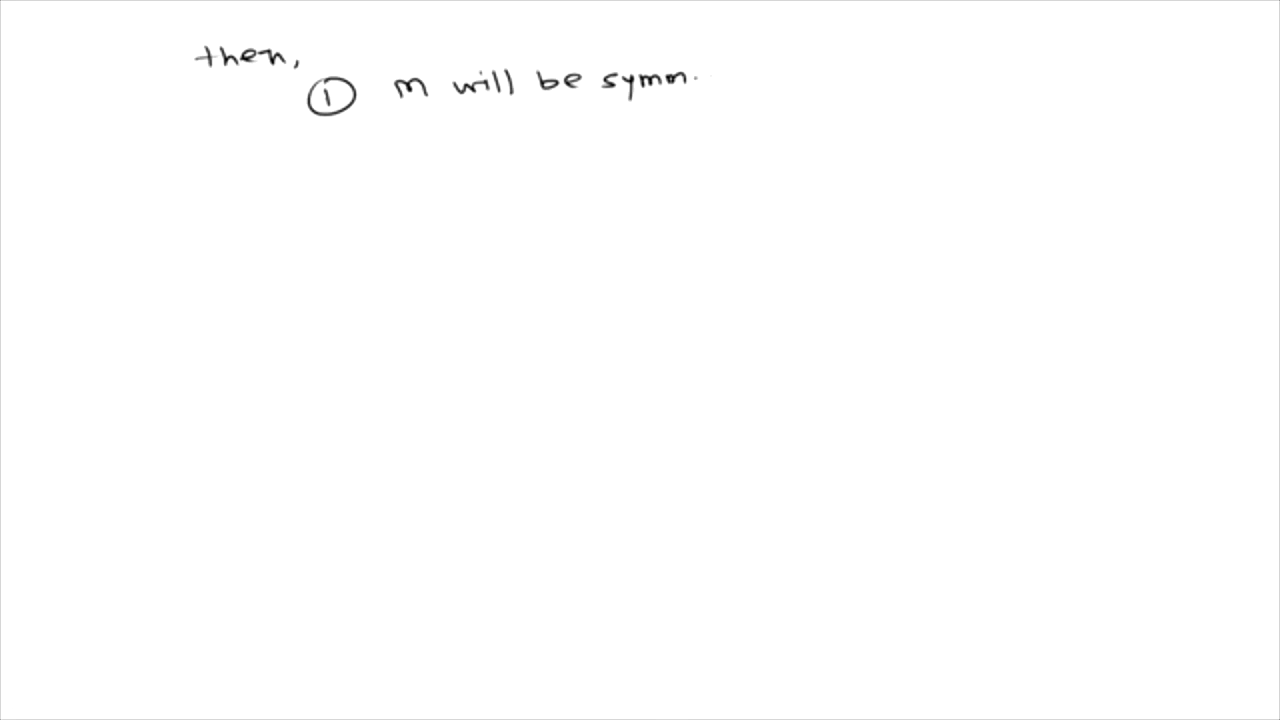 then,
① m will be symm.